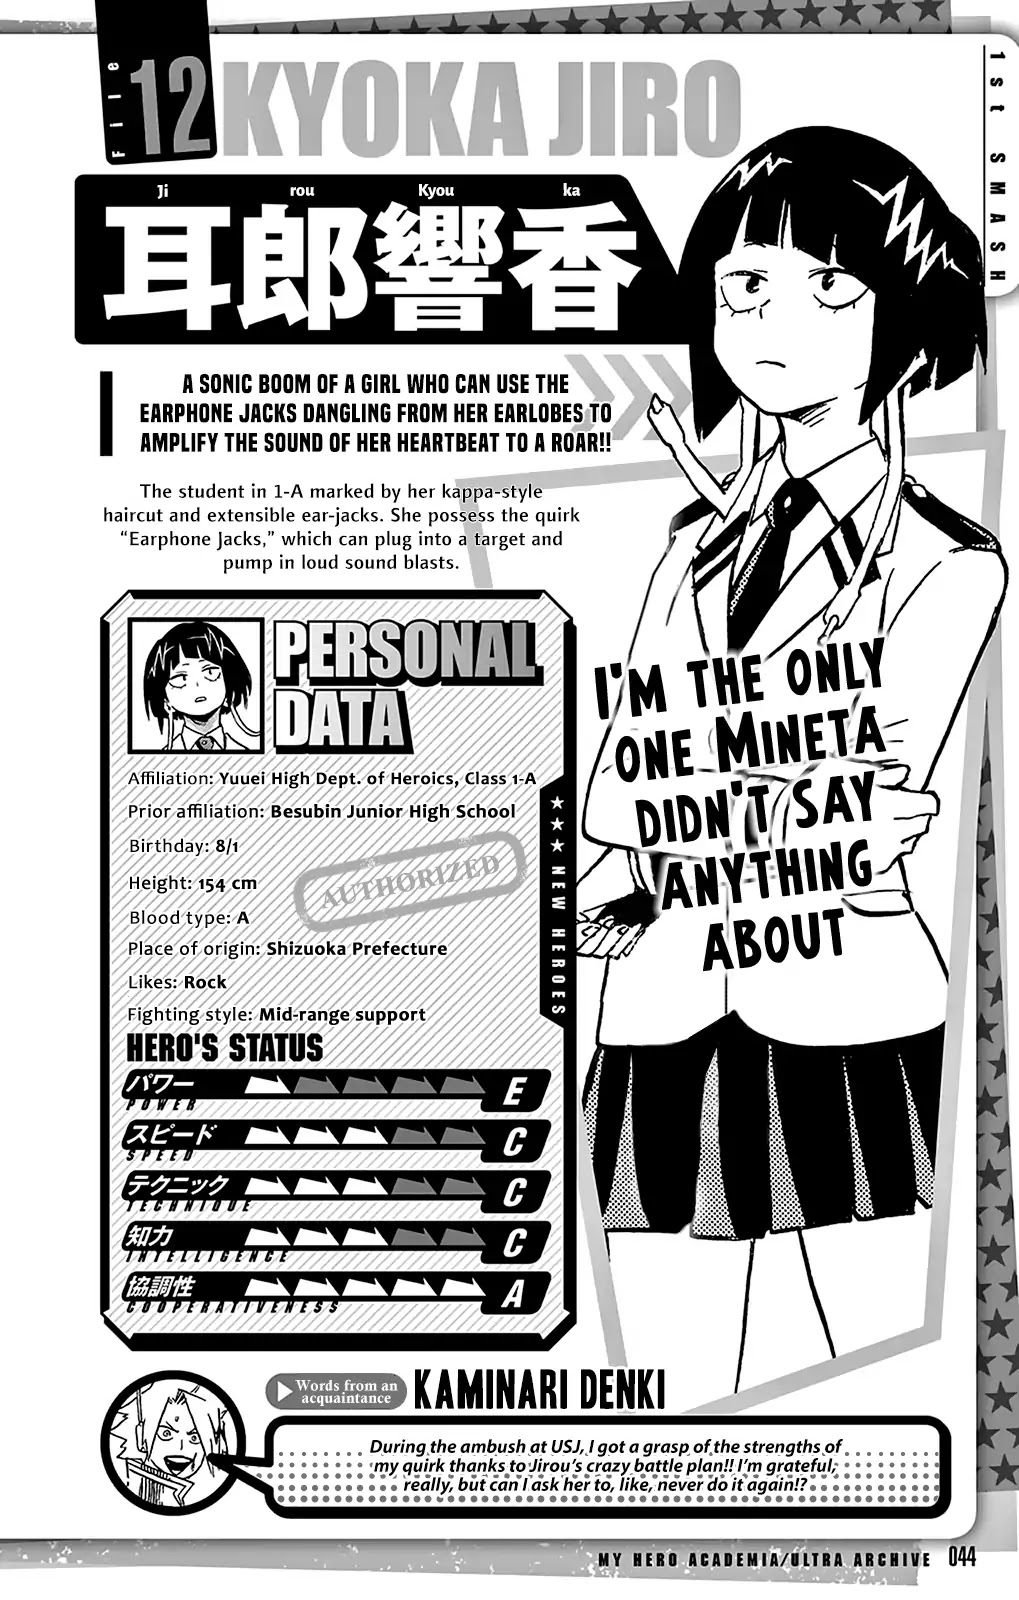 File
12
KYOKA JIRO
1st SMASH
Ji rou Kyou ka
耳郎響香
A SONIC BOOM OF A GIRL WHO CAN USE THE
EARPHONE JACKS DANGLING FROM HER EARLOBES TO
AMPLIFY THE SOUND OF HER HEARTBEAT TO A ROAR!!
The student in 1-A marked by her kappa-style
haircut and extensible ear-jacks. She possess the quirk
“Earphone Jacks,” which can plug into a target and
pump in loud sound blasts.
PERSONAL
DATA
Affiliation: Yuuei High Dept. of Heroics, Class 1-A
Prior affiliation: Besubin Junior High School
Birthday: 8/1
Height: 154 cm
Blood type: A
Place of origin: Shizuoka Prefecture
Likes: Rock
Fighting style: Mid-range support
AUTHORIZED
NEW HEROES
HERO'S STATUS
パワー E
POWER
スピード C
SPEED
テクニック C
TECHNIQUE
知力 C
INTELLIGENCE
協調性 A
COOPERATIVENESS
I'M THE ONLY
ONE MINETA
DIDN'T SAY
ANYTHING
ABOUT
Words from an
acquaintance
KAMINARI DENKI
During the ambush at USJ, I got a grasp of the strengths of
my quirk thanks to Jirou’s crazy battle plan!! I’m grateful,
really, but can I ask her to, like, never do it again!?
MY HERO ACADEMIA/ULTRA ARCHIVE 044